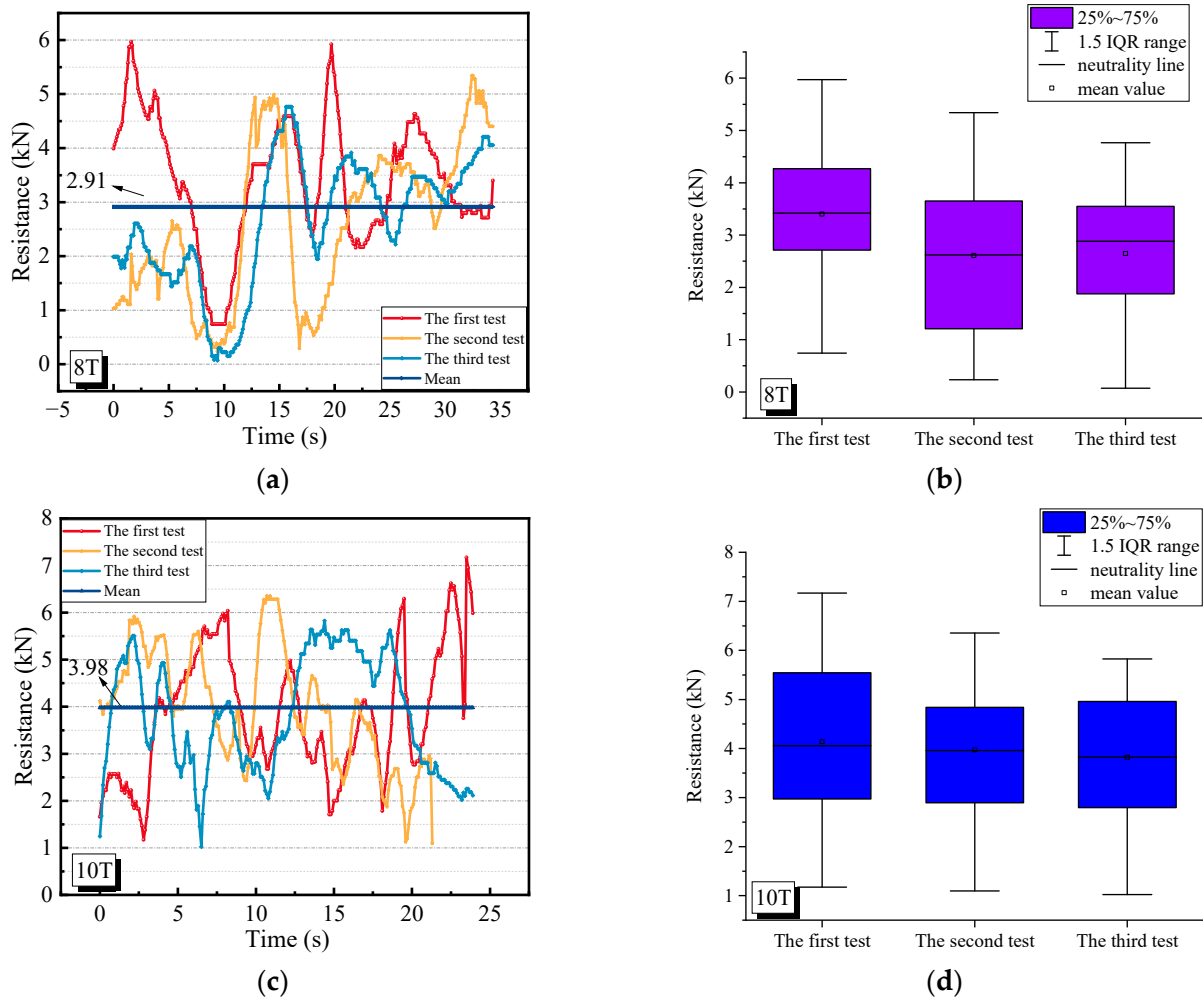 6
5
4
3
2
1
0
Resistance (kN)
2.91
The first test
The second test
The third test
Mean
8T
−5
0
5
10
15
20
25
30
35
Time (s)
(a)
25%~75%
1.5 IQR range
neutrality line
mean value
6
5
4
3
2
1
0
Resistance (kN)
8T
The first test
The second test
The third test
(b)
8
7
6
5
4
3
2
1
0
Resistance (kN)
The first test
The second test
The third test
Mean
3.98
10T
0
5
10
15
20
25
Time (s)
(c)
25%~75%
1.5 IQR range
neutrality line
mean value
8
7
6
5
4
3
2
1
Resistance (kN)
10T
The first test
The second test
The third test
(d)